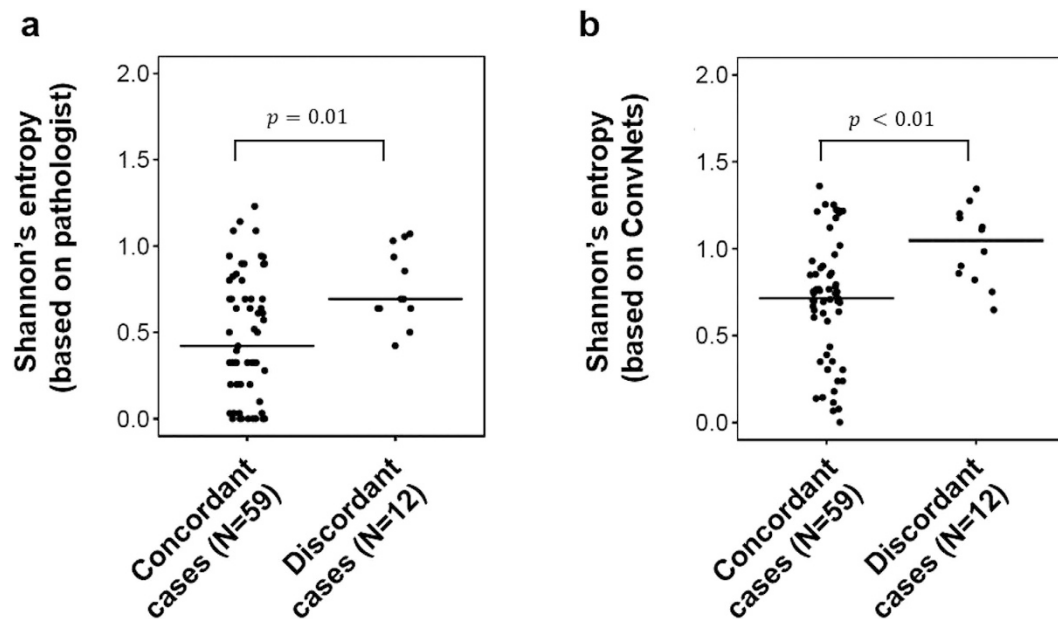 a
Shannon's entropy
(based on pathologist)
2.0
1.5
1.0
0.5
0.0
p = 0.01
Concordant
cases (N=59)
Discordant
cases (N=12)
b
Shannon's entropy
(based on ConvNets)
2.0
1.5
1.0
0.5
0.0
p < 0.01
Concordant
cases (N=59)
Discordant
cases (N=12)